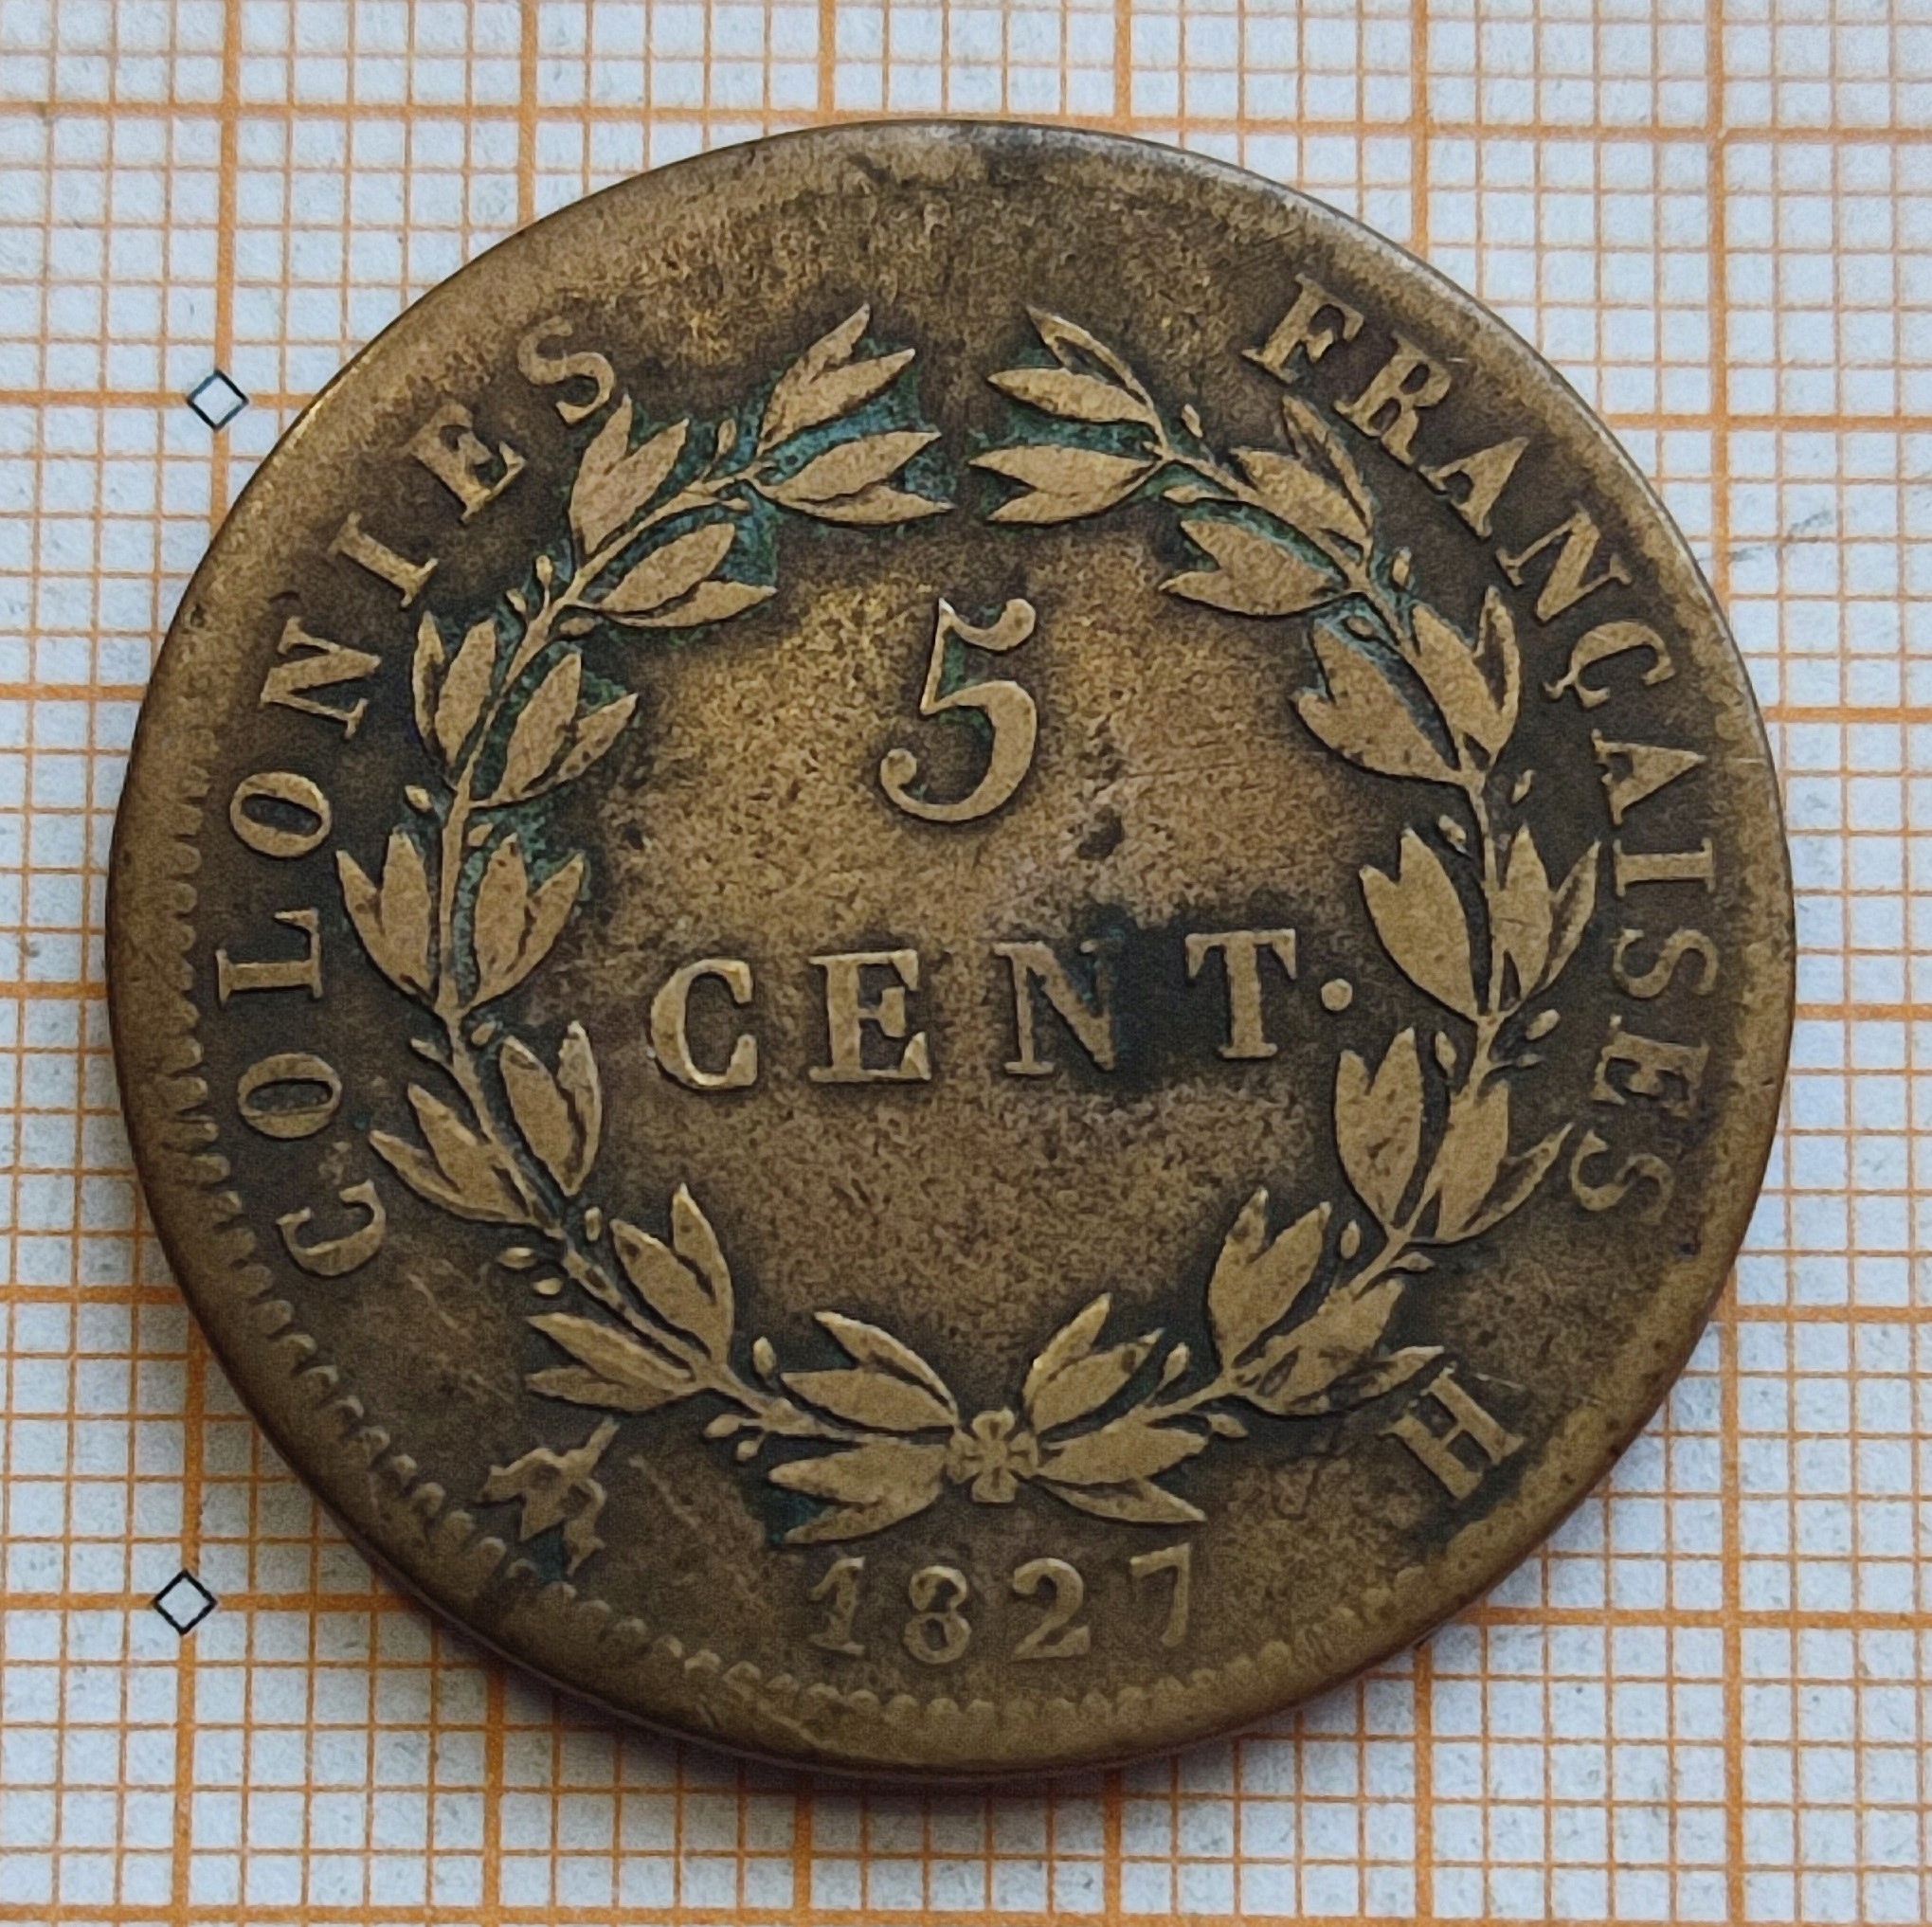 COLONIES FRANÇAISES
5
CENT.
H
1827